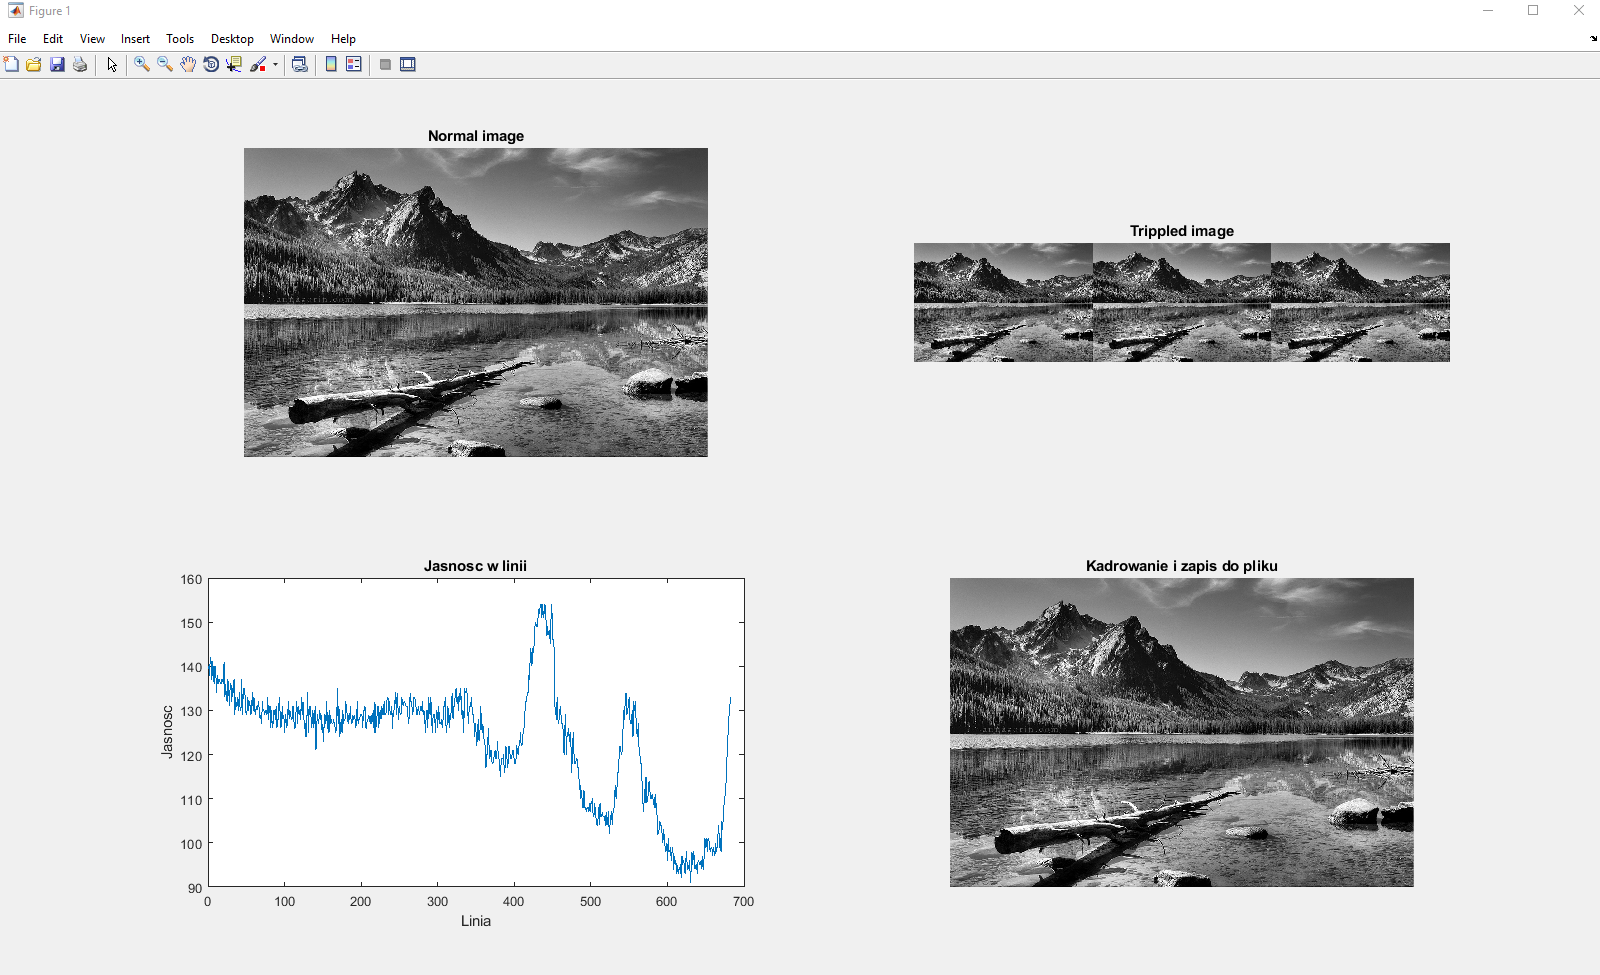 Figure 1
File Edit View Insert Tools Desktop Window Help
Normal image
Trippled image
Jasnosc w linii
160
150
140
130
120
110
100
90
Jasnosc
0 100 200 300 400 500 600 700
Linia
Kadrowanie i zapis do pliku